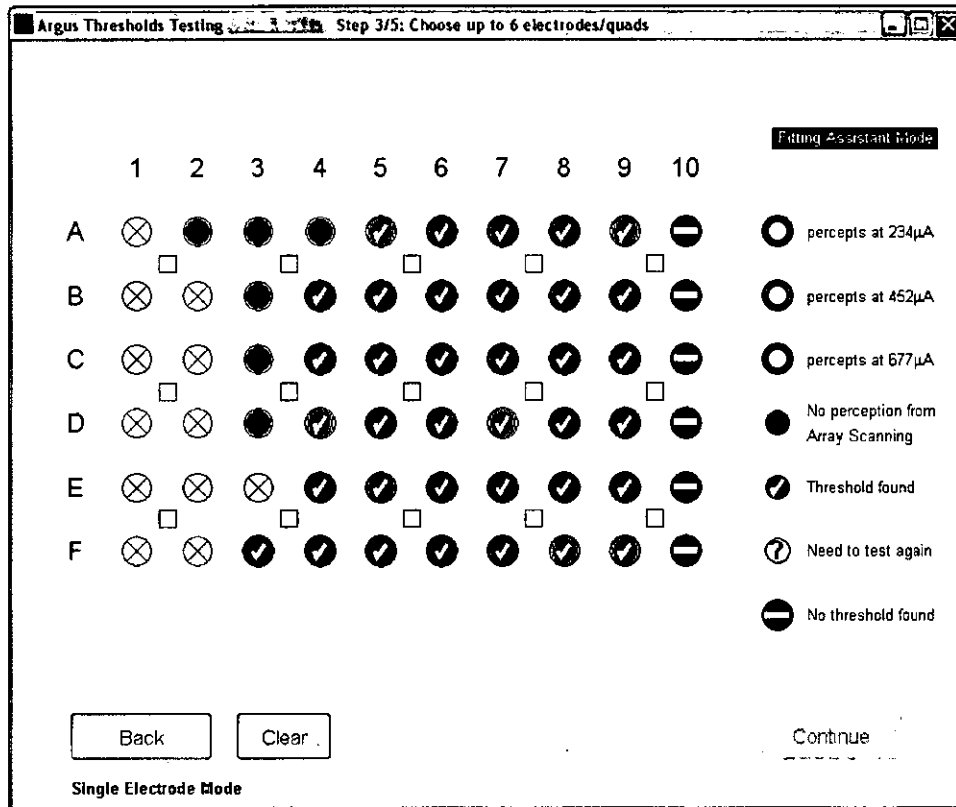 Argus Thresholds Testing Step 3/5: Choose up to 6 electrodes/quads
Fitting Assistant Mode
1 2 3 4 5 6 7 8 9 10
A
percepts at 234µA
B
percepts at 452µA
C
percepts at 677µA
D
No perception from
Array Scanning
E
Threshold found
F
? Need to test again
No threshold found
Back Clear Continue
Single Electrode Mode